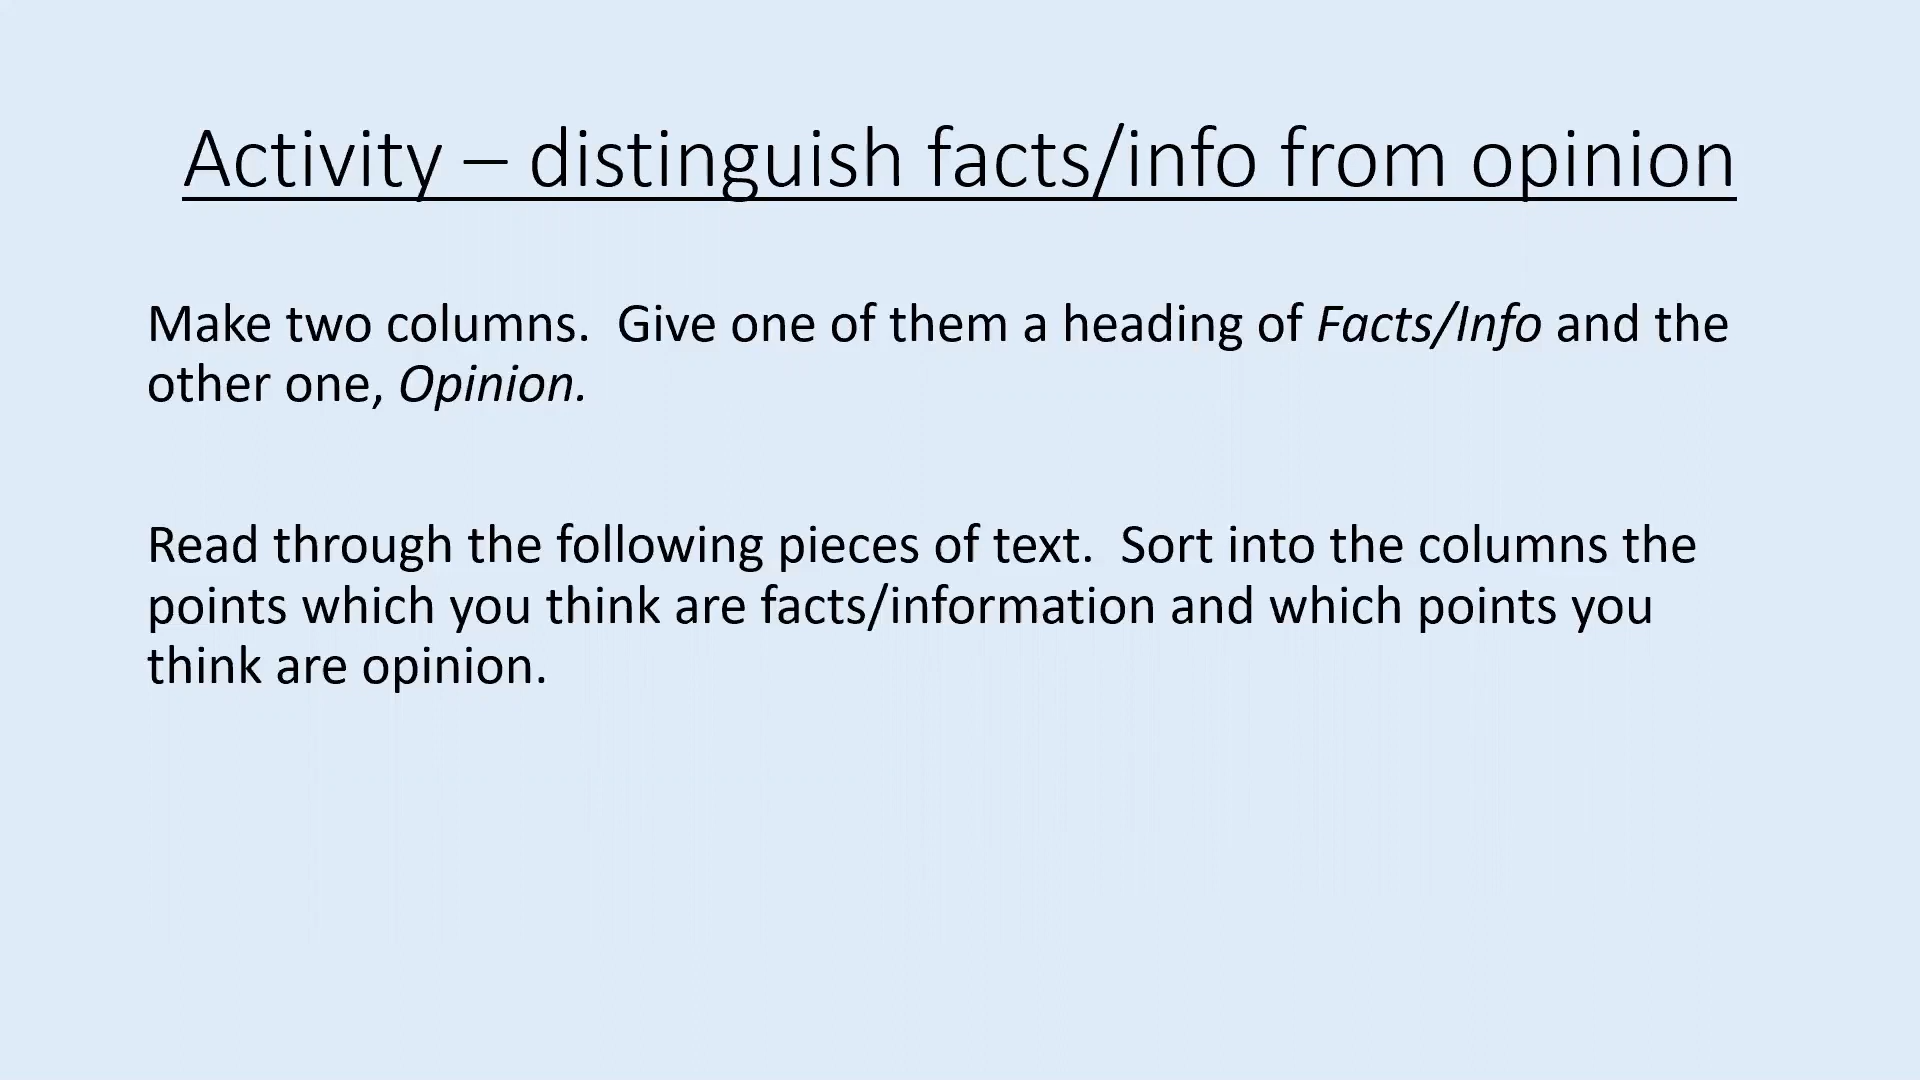 Activity – distinguish facts/info from opinion
Make two columns.  Give one of them a heading of Facts/Info and the
other one, Opinion.
Read through the following pieces of text.  Sort into the columns the
points which you think are facts/information and which points you
think are opinion.